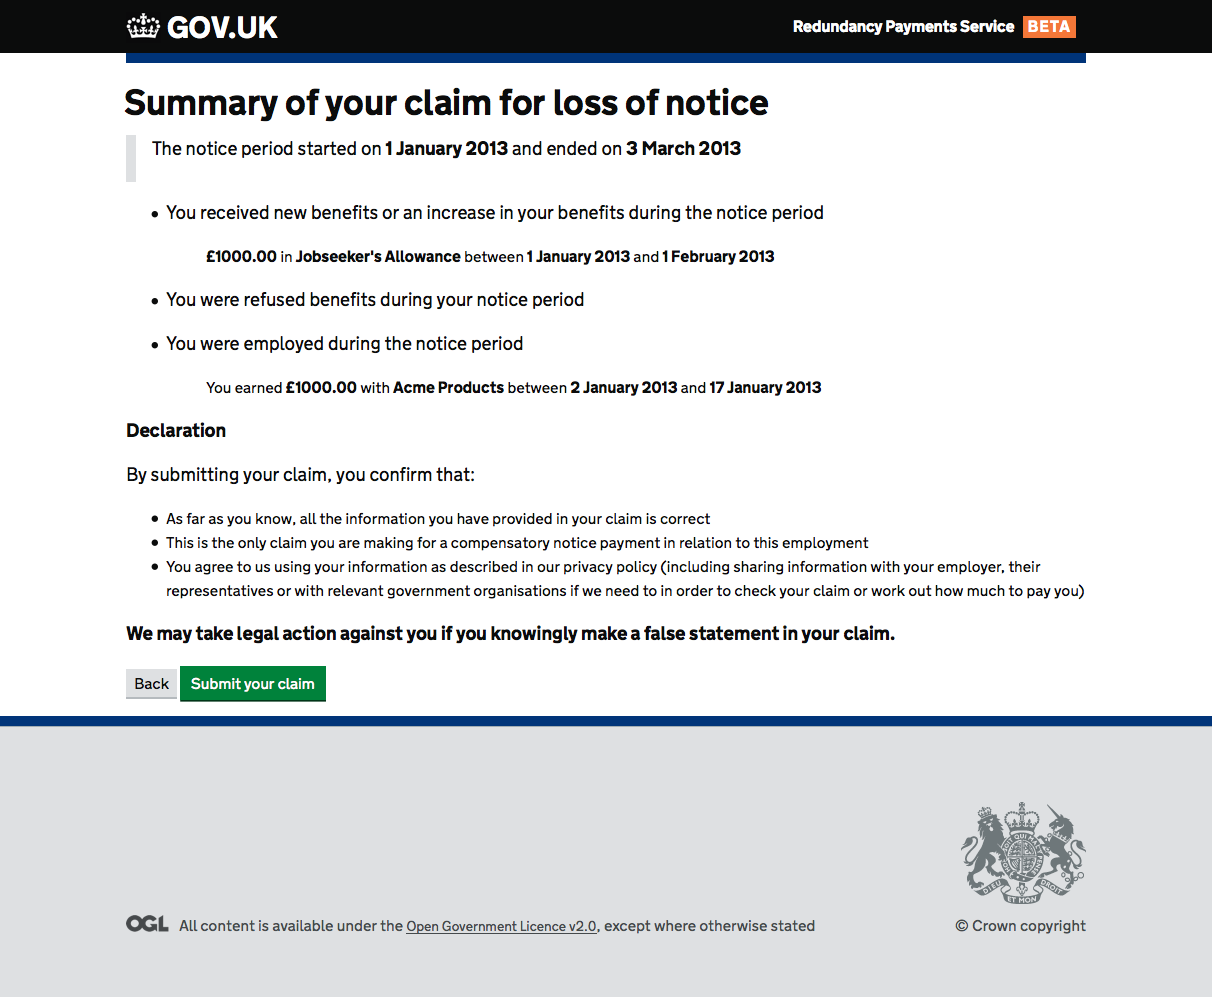 GOV.UK
Redundancy Payments Service BETA
Summary of your claim for loss of notice
The notice period started on 1 January 2013 and ended on 3 March 2013
• You received new benefits or an increase in your benefits during the notice period
£1000.00 in Jobseeker's Allowance between 1 January 2013 and 1 February 2013
• You were refused benefits during your notice period
• You were employed during the notice period
You earned £1000.00 with Acme Products between 2 January 2013 and 17 January 2013
Declaration
By submitting your claim, you confirm that:
• As far as you know, all the information you have provided in your claim is correct
• This is the only claim you are making for a compensatory notice payment in relation to this employment
• You agree to us using your information as described in our privacy policy (including sharing information with your employer, their
representatives or with relevant government organisations if we need to in order to check your claim or work out how much to pay you)
We may take legal action against you if you knowingly make a false statement in your claim.
Back Submit your claim
DIEU ET MON DROIT
OGL All content is available under the Open Government Licence v2.0, except where otherwise stated
© Crown copyright